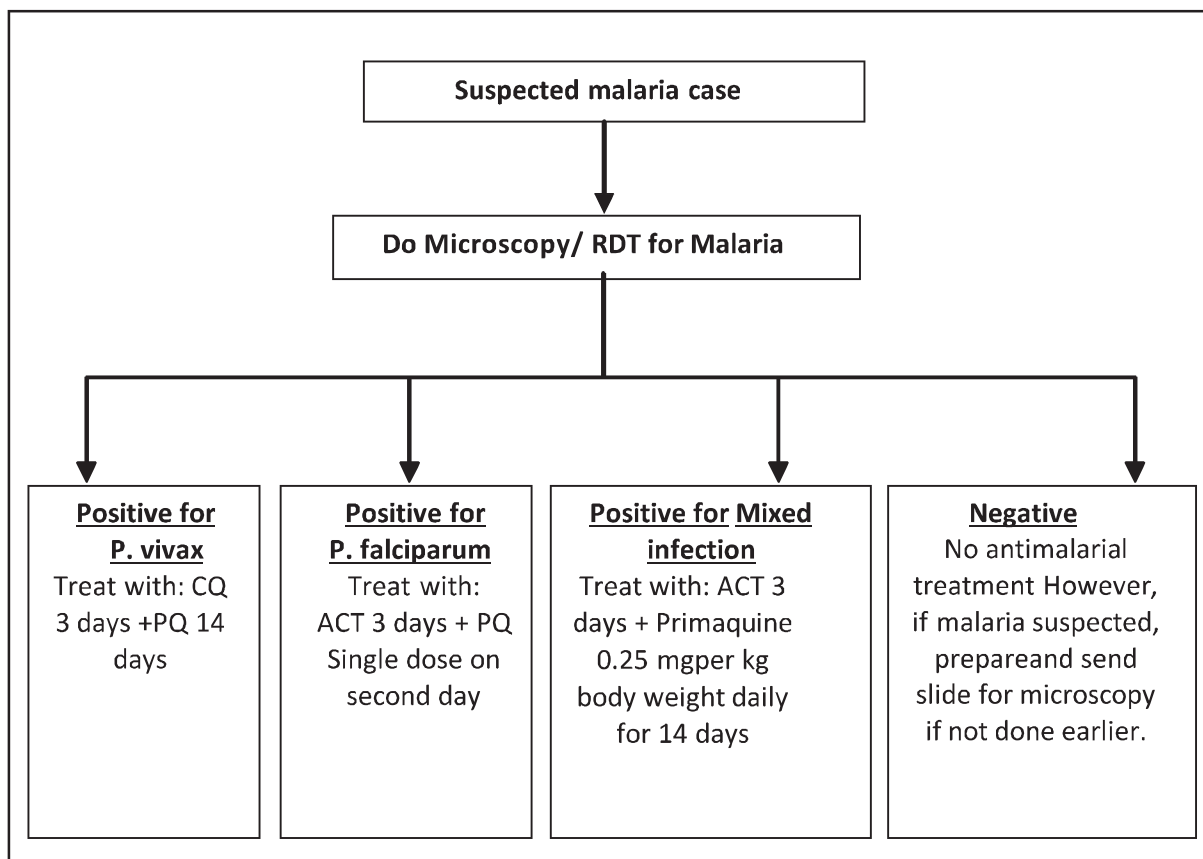 Suspected malaria case
Do Microscopy/ RDT for Malaria
Positive for
P. vivax
Treat with: CQ
3 days +PQ 14
days
Positive for
P. falciparum
Treat with:
ACT 3 days + PQ
Single dose on
second day
Positive for Mixed
infection
Treat with: ACT 3
days + Primaquine
0.25 mgper kg
body weight daily
for 14 days
Negative
No antimalarial
treatment However,
if malaria suspected,
prepareand send
slide for microscopy
if not done earlier.